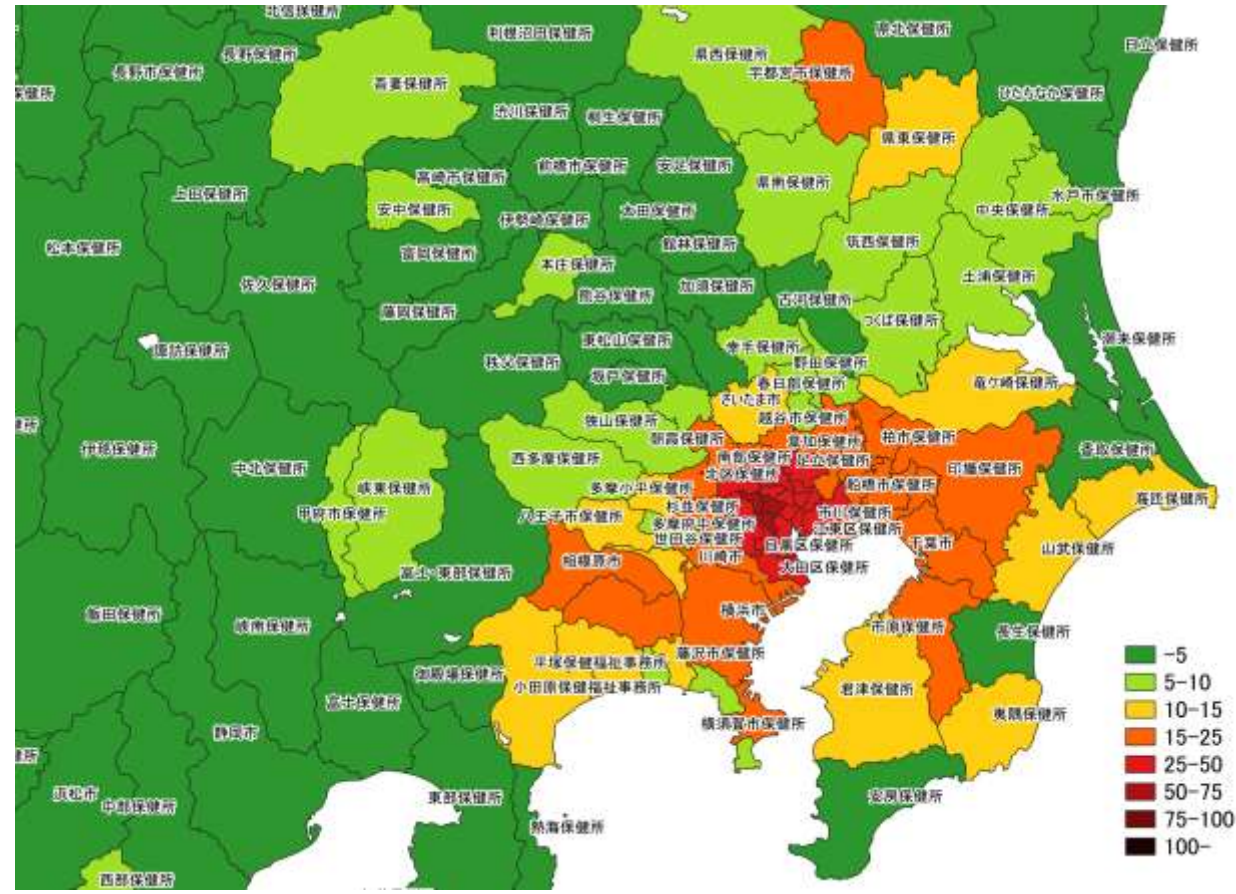 北信保健所
利根沼田保健所
県北保健所
日立保健所
長野保健所
長野市保健所
県西保健所
宇都宮市保健所
吾妻保健所
ひたちなか保健所
渋川保健所
桐生保健所
県東保健所
前橋市保健所
安足保健所
高崎市保健所
県南保健所
上田保健所
水戸市保健所
安中保健所
中央保健所
伊勢崎保健所
太田保健所
松本保健所
館林保健所
筑西保健所
富岡保健所
本庄保健所
土浦保健所
佐久保健所
加須保健所
熊谷保健所
古河保健所
藤岡保健所
つくば保健所
潮来保健所
東松山保健所
諏訪保健所
幸手保健所
秩父保健所
野田保健所
坂戸保健所
春日部保健所
竜ケ崎保健所
さいたま市
狭山保健所
越谷市保健所
朝霞保健所
草加保健所
柏市保健所
伊那保健所
香取保健所
南部保健所
足立保健所
西多摩保健所
中北保健所
北区保健所
印旛保健所
峡東保健所
多摩小平保健所
船橋市保健所
海匝保健所
甲府市保健所
杉並保健所
市川保健所
八王子市保健所
多摩府中保健所
江東区保健所
世田谷保健所
千葉市
目黒区保健所
山武保健所
川崎市
相模原市
大田区保健所
富士・東部保健所
横浜市
飯田保健所
峡南保健所
市原保健所
長生保健所
藤沢市保健所
平塚保健福祉事務所
御殿場保健所
小田原保健福祉事務所
君津保健所
富士保健所
夷隅保健所
横須賀市保健所
静岡市
浜松市
東部保健所
安房保健所
中部保健所
熱海保健所
西部保健所
-5
5-10
10-15
15-25
25-50
50-75
75-100
100-